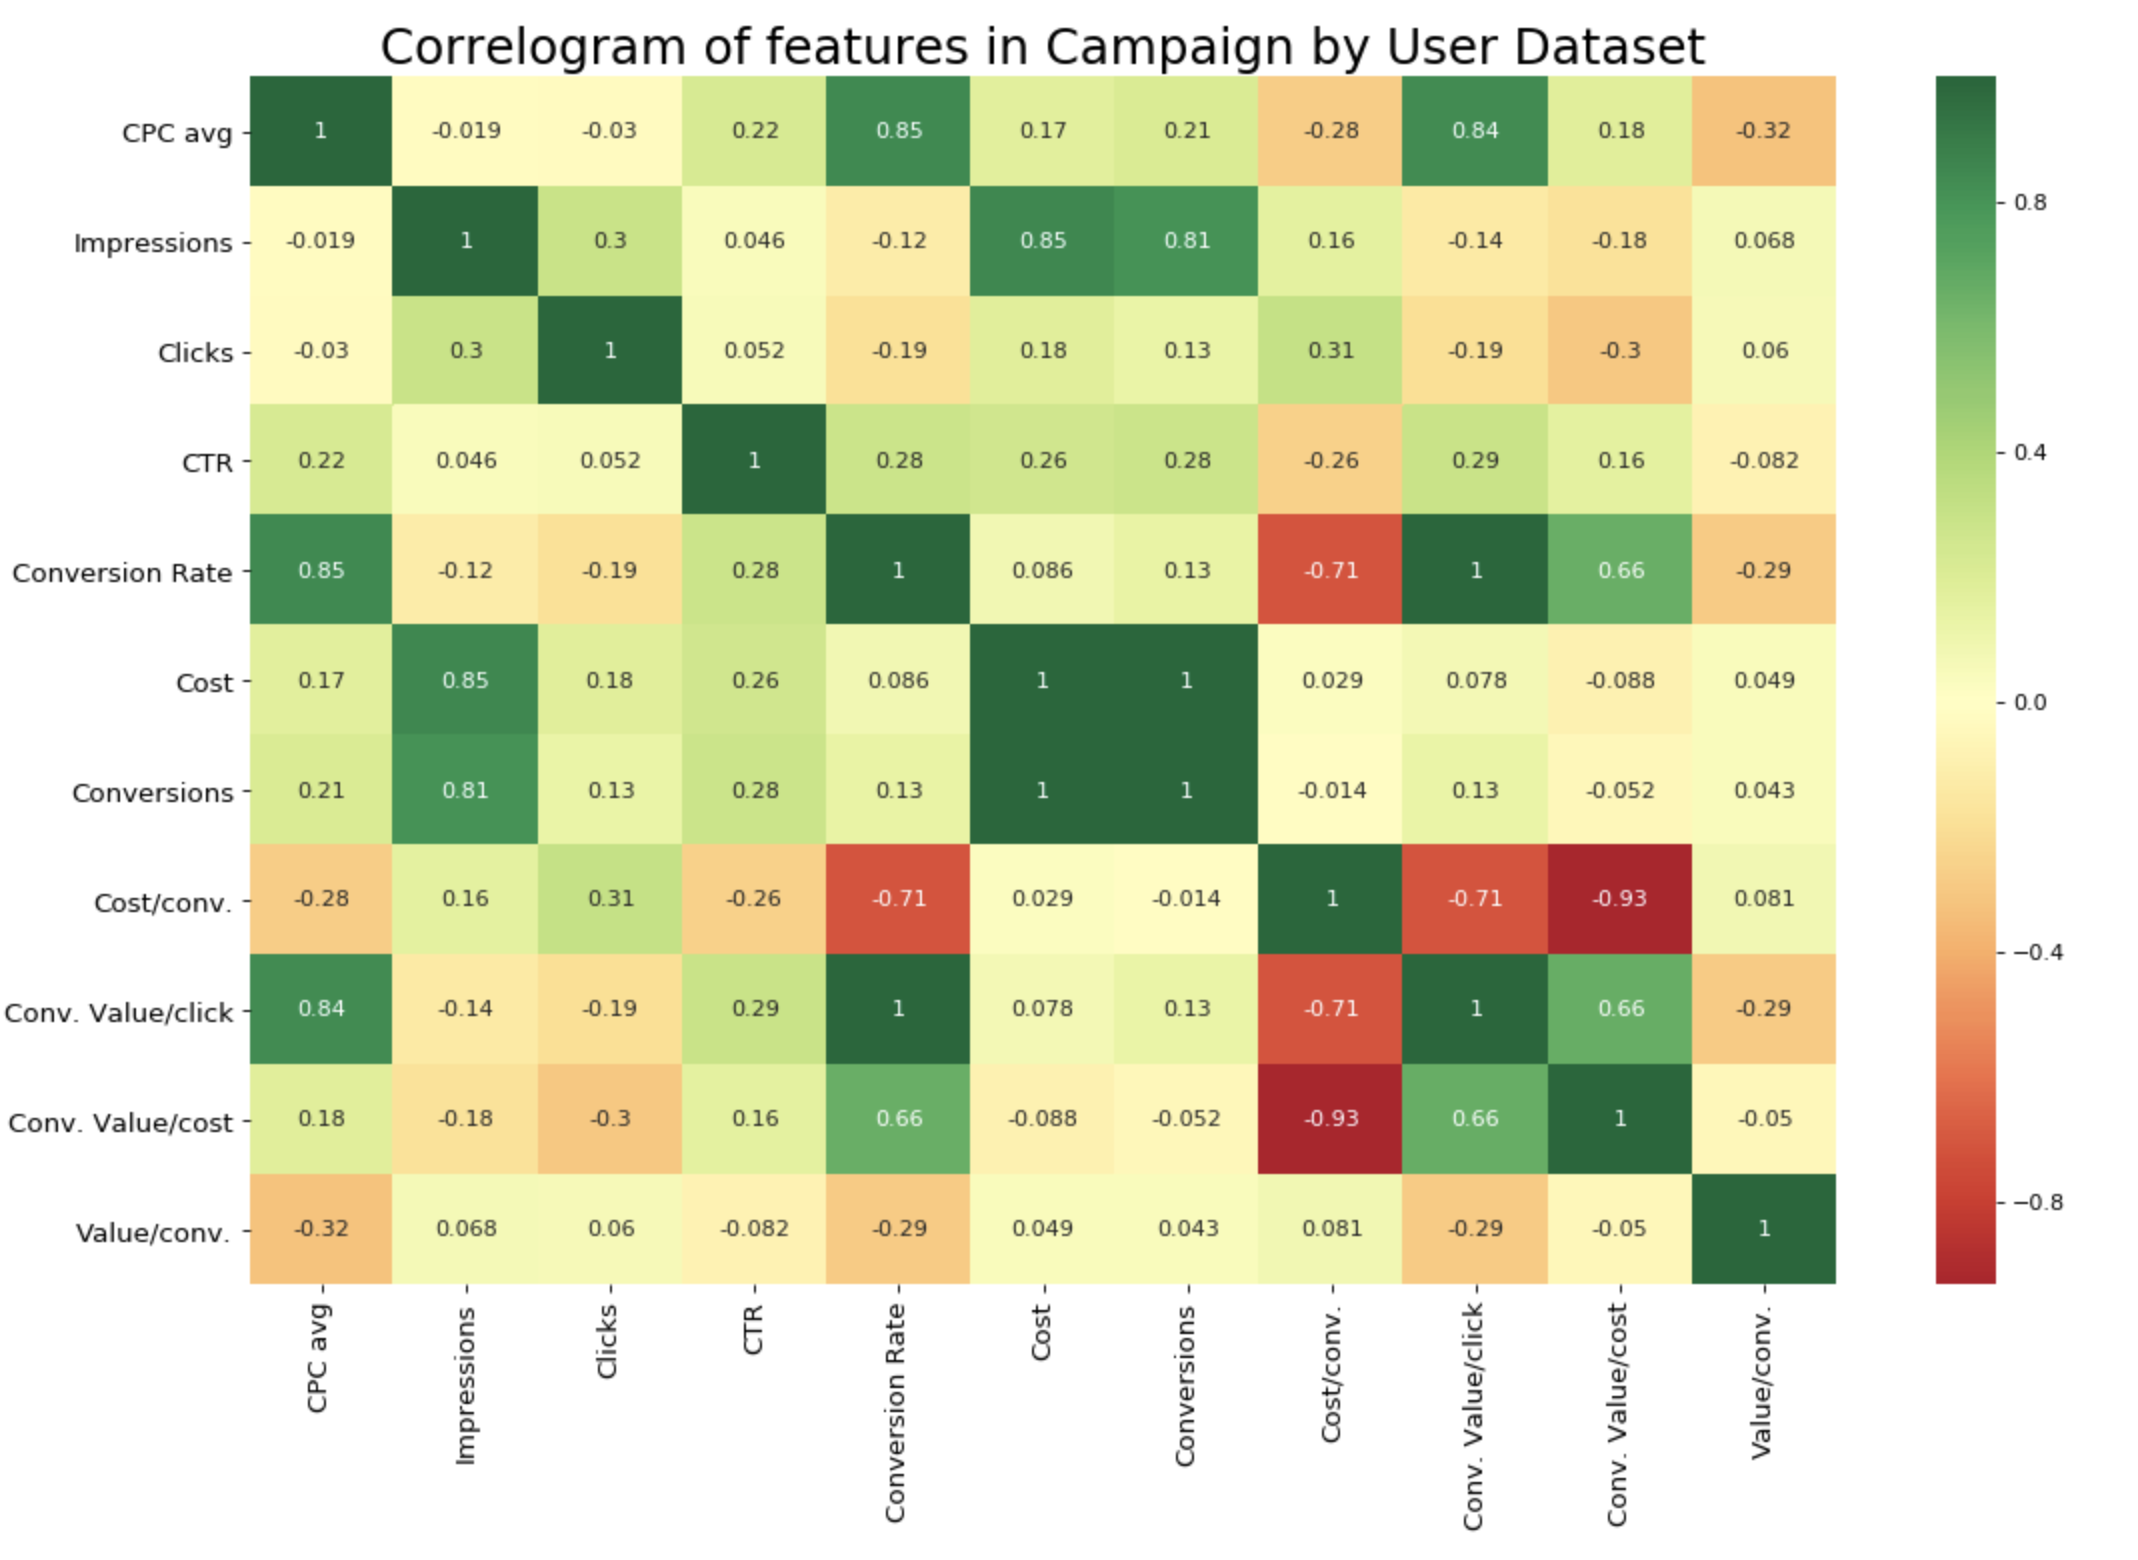 Correlogram of features in Campaign by User Dataset
CPC avg 1 -0.019 -0.03 0.22 0.85 0.17 0.21 -0.28 0.84 0.18 -0.32
Impressions -0.019 1 0.3 0.046 -0.12 0.85 0.81 0.16 -0.14 -0.18 0.068
Clicks -0.03 0.3 1 0.052 -0.19 0.18 0.13 0.31 -0.19 -0.3 0.06
CTR 0.22 0.046 0.052 1 0.28 0.26 0.28 -0.26 0.29 0.16 -0.082
Conversion Rate 0.85 -0.12 -0.19 0.28 1 0.086 0.13 -0.71 1 0.66 -0.29
Cost 0.17 0.85 0.18 0.26 0.086 1 1 0.029 0.078 -0.088 0.049
Conversions 0.21 0.81 0.13 0.28 0.13 1 1 -0.014 0.13 -0.052 0.043
Cost/conv. -0.28 0.16 0.31 -0.26 -0.71 0.029 -0.014 1 -0.71 -0.93 0.081
Conv. Value/click 0.84 -0.14 -0.19 0.29 1 0.078 0.13 -0.71 1 0.66 -0.29
Conv. Value/cost 0.18 -0.18 -0.3 0.16 0.66 -0.088 -0.052 -0.93 0.66 1 -0.05
Value/conv. -0.32 0.068 0.06 -0.082 -0.29 0.049 0.043 0.081 -0.29 -0.05 1
CPC avg
Impressions
Clicks
CTR
Conversion Rate
Cost
Conversions
Cost/conv.
Conv. Value/click
Conv. Value/cost
Value/conv.
0.8
0.4
0.0
−0.4
−0.8